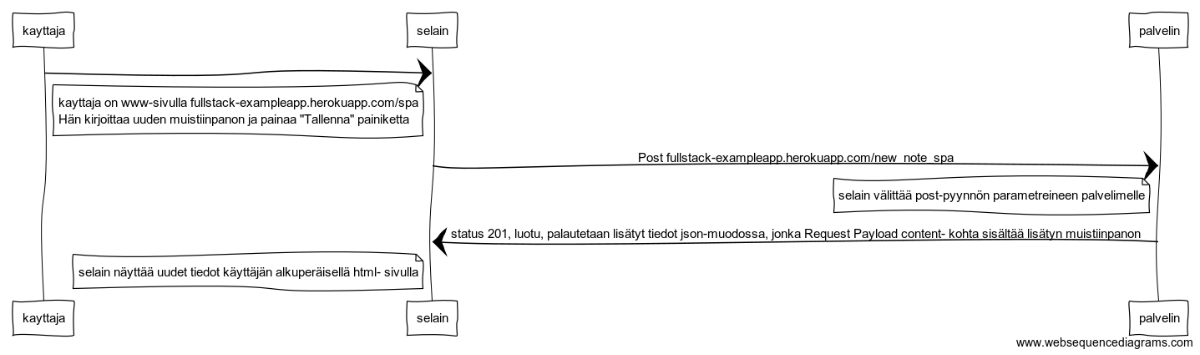 kayttaja
selain
palvelin
kayttaja on www-sivulla fullstack-exampleapp.herokuapp.com/spa
Hän kirjoittaa uuden muistiinpanon ja painaa "Tallenna" painiketta
Post fullstack-exampleapp.herokuapp.com/new_note_spa
selain välittää post-pyynnön parametreineen palvelimelle
status 201, luotu, palautetaan lisätyt tiedot json-muodossa, jonka Request Payload content- kohta sisältää lisätyn muistiinpanon
selain näyttää uudet tiedot käyttäjän alkuperäisellä html- sivulla
kayttaja
selain
palvelin
www.websequencediagrams.com